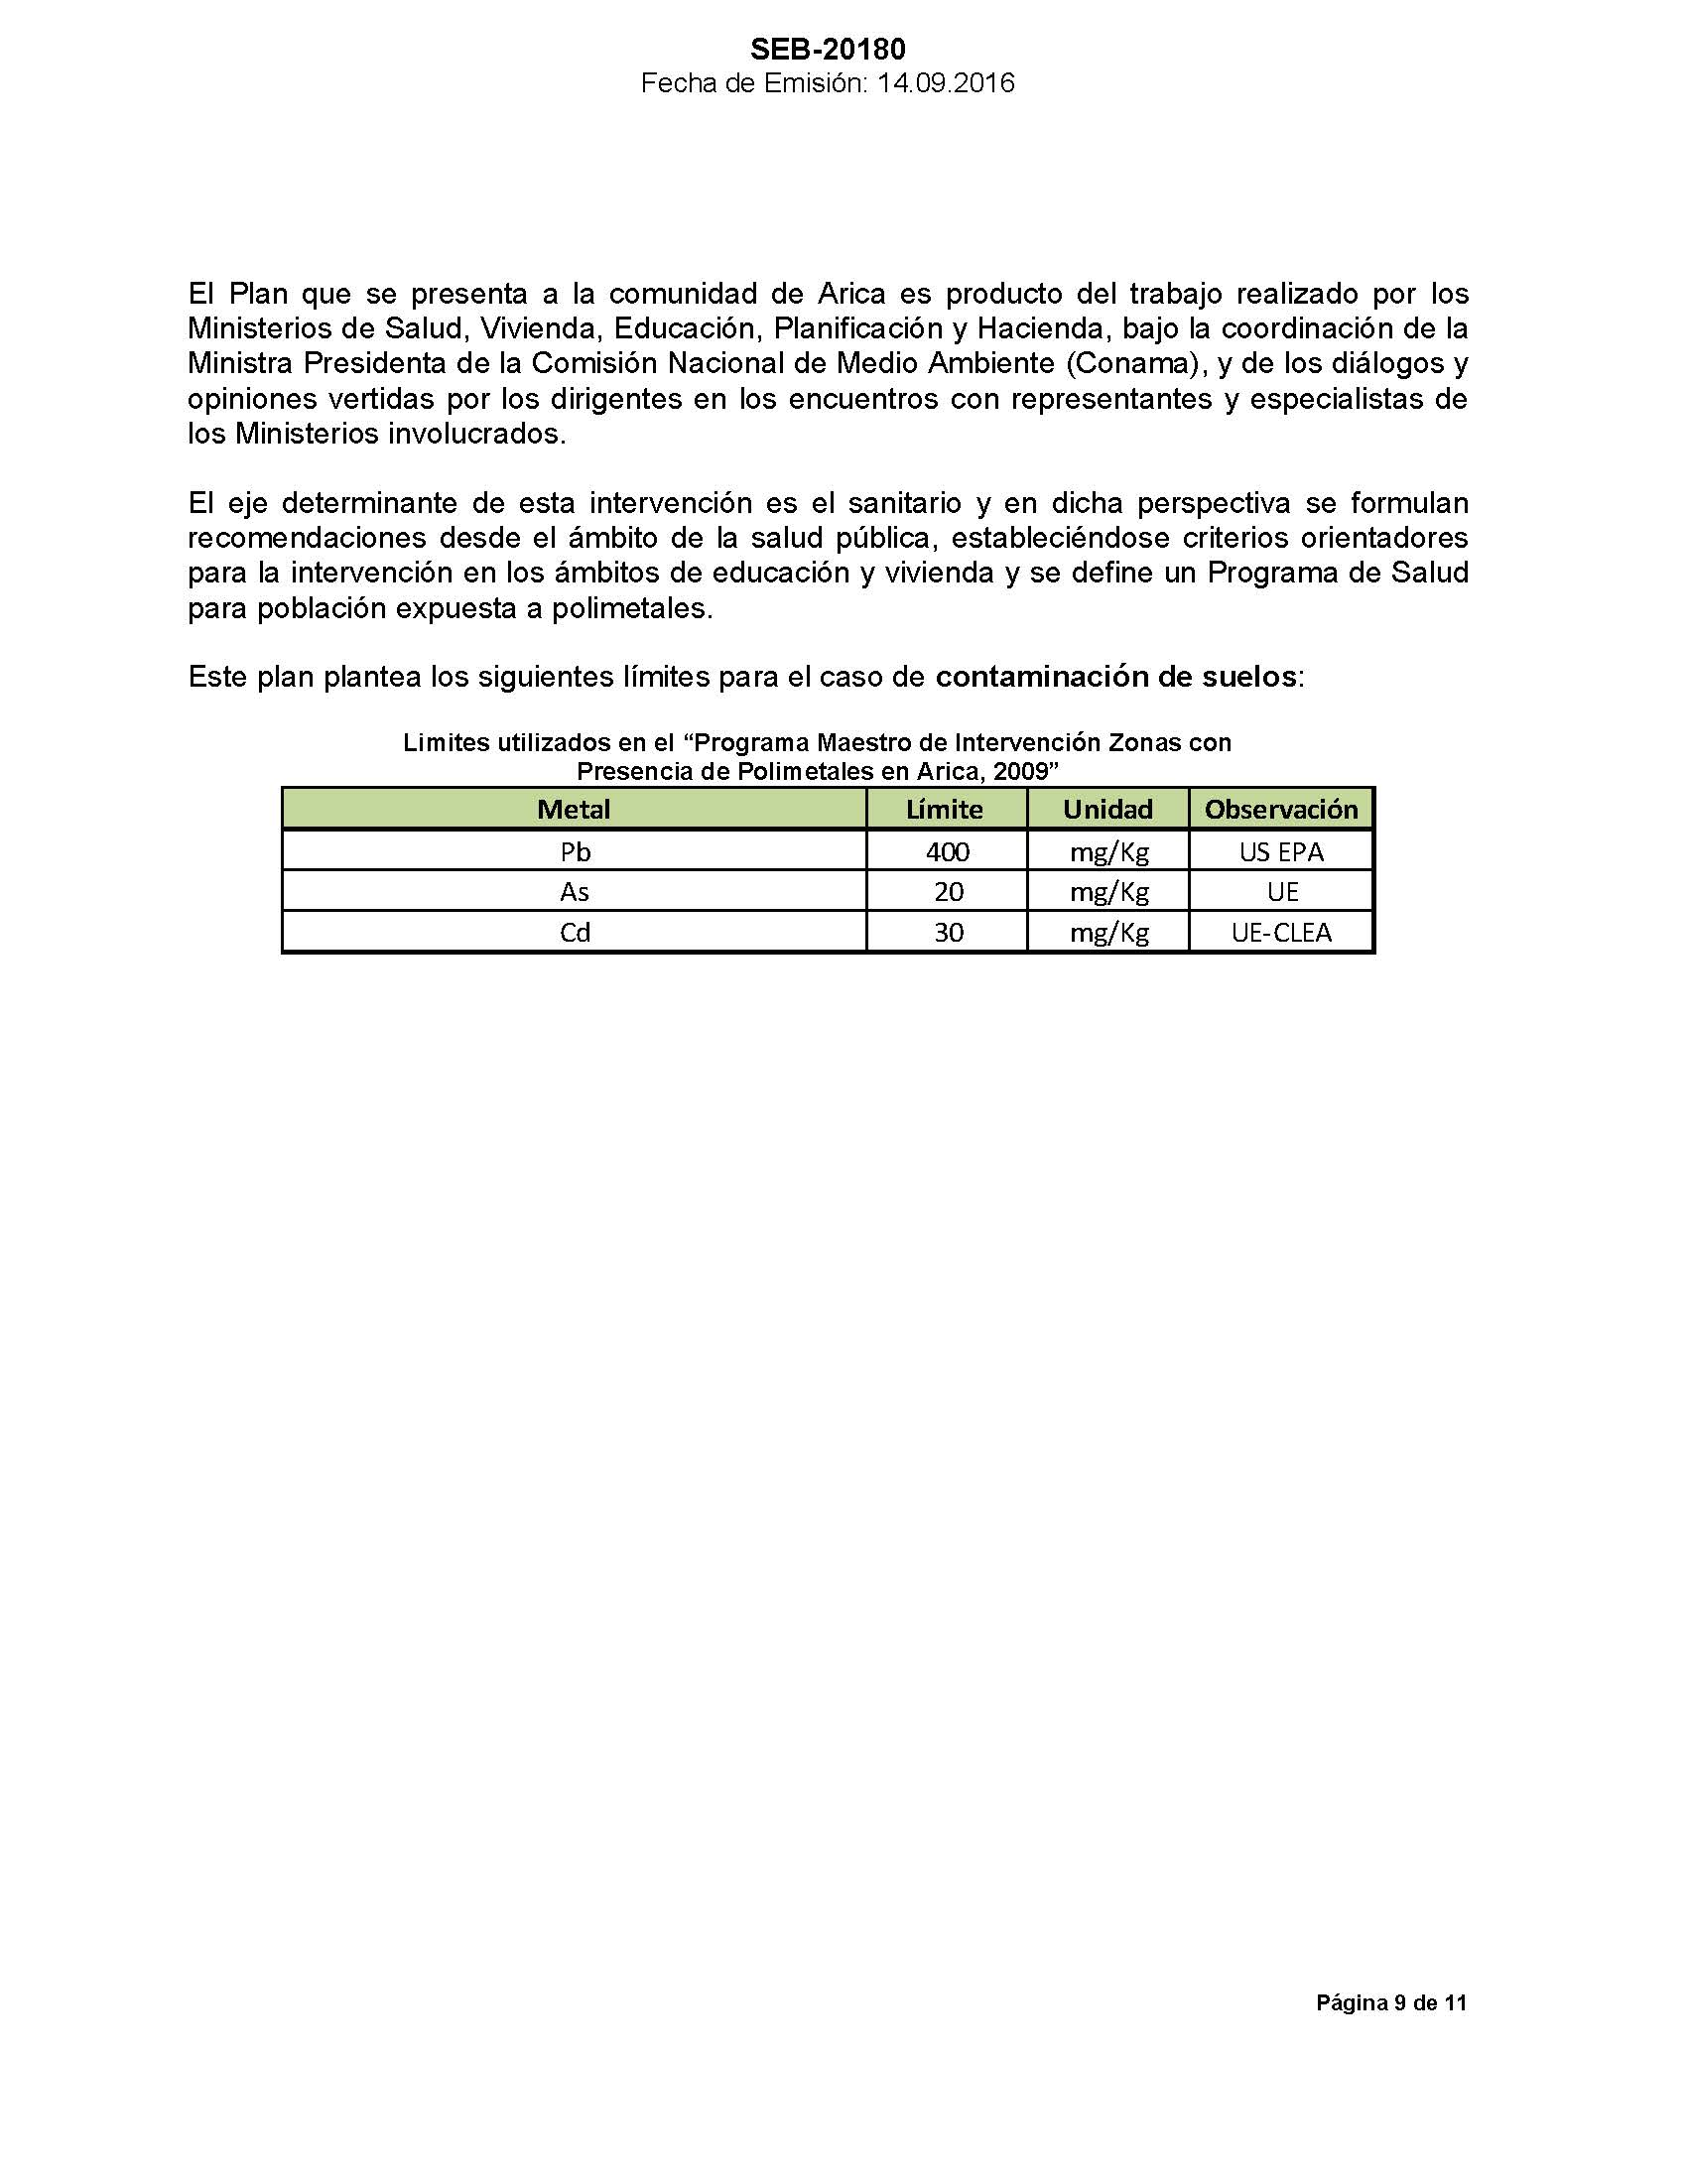 SEB-20180
Fecha de Emisión: 14.09.2016
El Plan que se presenta a la comunidad de Arica es producto del trabajo realizado por los
Ministerios de Salud, Vivienda, Educación, Planificación y Hacienda, bajo la coordinación de la
Ministra Presidenta de la Comisión Nacional de Medio Ambiente (Conama), y de los diálogos y
opiniones vertidas por los dirigentes en los encuentros con representantes y especialistas de
los Ministerios involucrados.
El eje determinante de esta intervención es el sanitario y en dicha perspectiva se formulan
recomendaciones desde el ámbito de la salud pública, estableciéndose criterios orientadores
para la intervención en los ámbitos de educación y vivienda y se define un Programa de Salud
para población expuesta a polimetales.
Este plan plantea los siguientes límites para el caso de contaminación de suelos:
Limites utilizados en el “Programa Maestro de Intervención Zonas con
Presencia de Polimetales en Arica, 2009”
Metal Límite Unidad Observación
Pb 400 mg/Kg US EPA
As 20 mg/Kg UE
Cd 30 mg/Kg UE-CLEA
Página 9 de 11